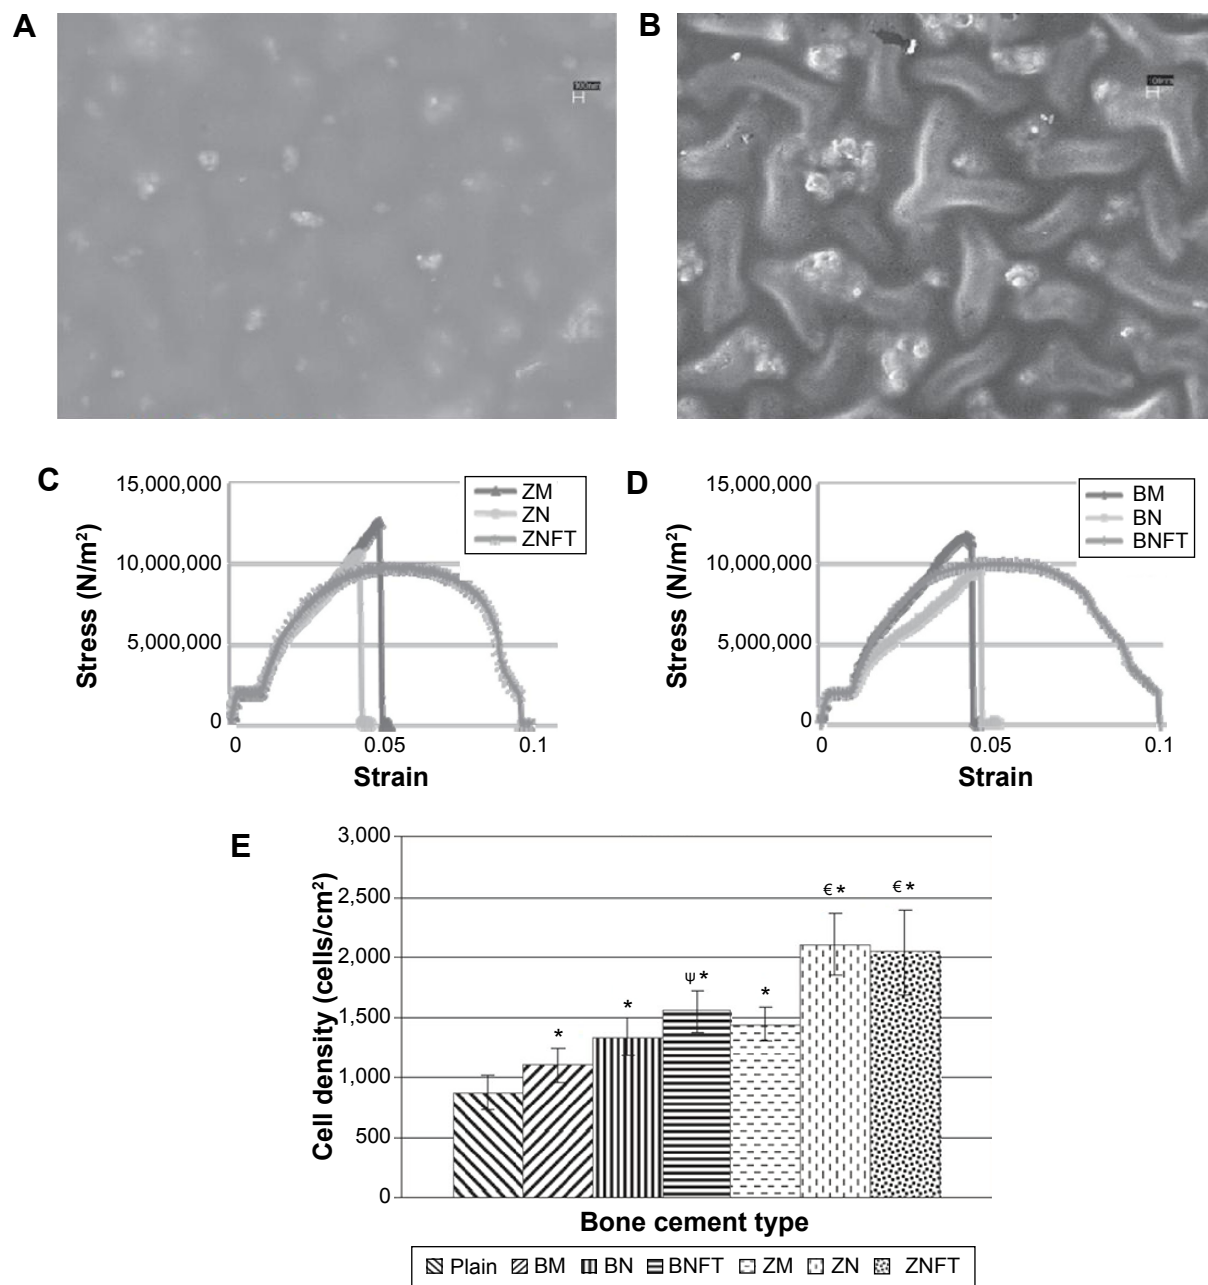 A
B
100nm
C
15,000,000
10,000,000
5,000,000
0
Stress (N/m²)
0
0.05
0.1
Strain
ZM
ZN
ZNFT
D
15,000,000
10,000,000
5,000,000
0
Stress (N/m²)
0
0.05
0.1
Strain
BM
BN
BNFT
E
3,000
2,500
2,000
1,500
1,000
500
0
Cell density (cells/cm²)
*
*
ψ *
*
€ *
€ *
Bone cement type
Plain BM BN BNFT ZM ZN ZNFT